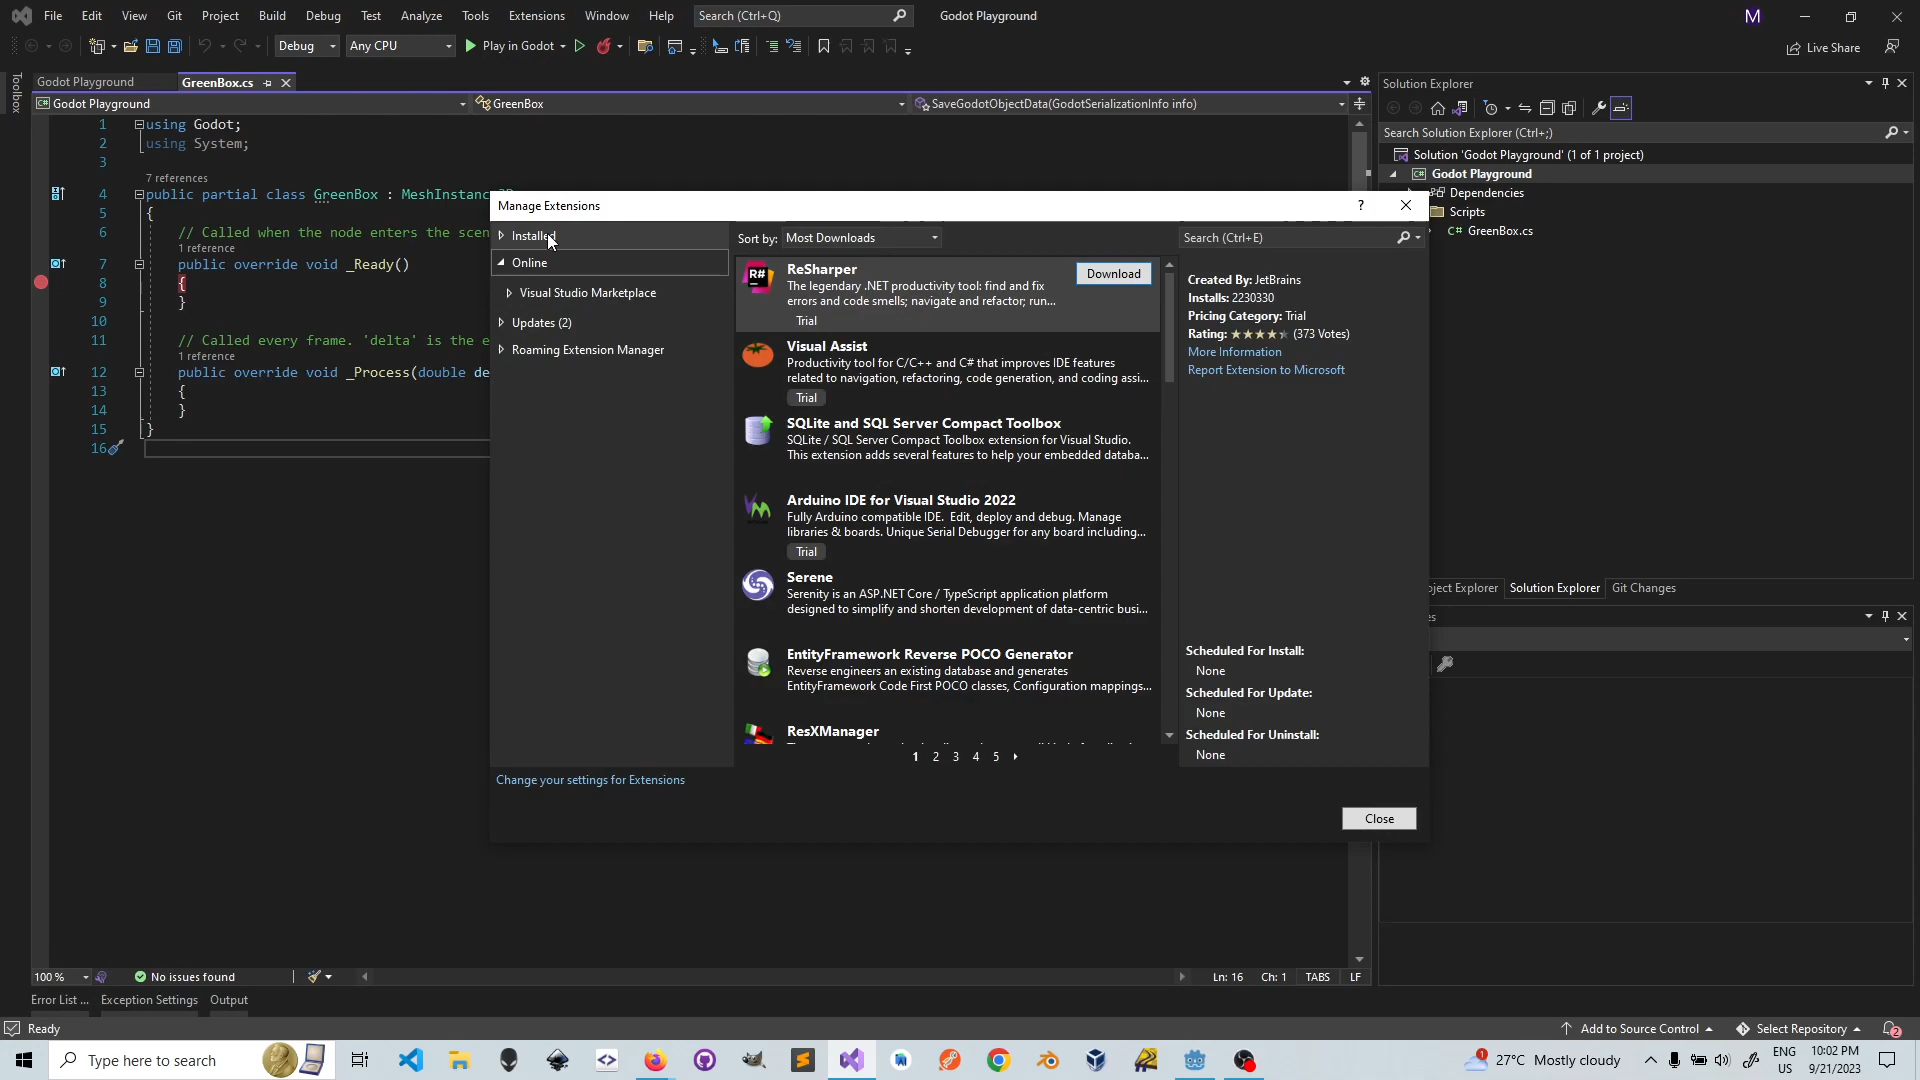 File Edit View Git Project Build Debug Test Analyze Tools Extensions Window Help Search (Ctrl+Q) Godot Playground M
Debug Any CPU Play in Godot Live Share
Toolbox
Godot Playground GreenBox.cs
C# Godot Playground GreenBox SaveGodotObjectData(GodotSerializationInfo info)
1 using Godot;
2 using System;
3
7 references
4 public partial class GreenBox : MeshInstance3D
5 {
6 // Called when the node enters the scen
1 reference
7 public override void _Ready()
8 {
9 }
10
11 // Called every frame. 'delta' is the e
1 reference
12 public override void _Process(double de
13 {
14 }
15 }
16
Manage Extensions
? 
Installed
Online
Visual Studio Marketplace
Updates (2)
Roaming Extension Manager
Change your settings for Extensions
Sort by: Most Downloads
Search (Ctrl+E)
R#
ReSharper
Download
The legendary .NET productivity tool: find and fix
errors and code smells; navigate and refactor; run...
Trial
Visual Assist
Productivity tool for C/C++ and C# that improves IDE features
related to navigation, refactoring, code generation, and coding assi...
Trial
SQLite and SQL Server Compact Toolbox
SQLite / SQL Server Compact Toolbox extension for Visual Studio.
This extension adds several features to help your embedded databa...
Arduino IDE for Visual Studio 2022
Fully Arduino compatible IDE. Edit, deploy and debug. Manage
libraries & boards. Unique Serial Debugger for any board including...
Trial
Serene
Serenity is an ASP.NET Core / TypeScript application platform
designed to simplify and shorten development of data-centric busi...
EntityFramework Reverse POCO Generator
Reverse engineers an existing database and generates
EntityFramework Code First POCO classes, Configuration mappings...
ResXManager
1 2 3 4 5
Created By: JetBrains
Installs: 2230330
Pricing Category: Trial
Rating: (373 Votes)
More Information
Report Extension to Microsoft
Scheduled For Install:
None
Scheduled For Update:
None
Scheduled For Uninstall:
None
Close
Solution Explorer
Search Solution Explorer (Ctrl+;)
Solution 'Godot Playground' (1 of 1 project)
C# Godot Playground
Dependencies
Scripts
C# GreenBox.cs
ject Explorer Solution Explorer Git Changes
es
100 % No issues found Ln: 16 Ch: 1 TABS LF
Error List ... Exception Settings Output
Ready Add to Source Control Select Repository 2
Type here to search 1 27°C Mostly cloudy ENG US 10:02 PM 9/21/2023